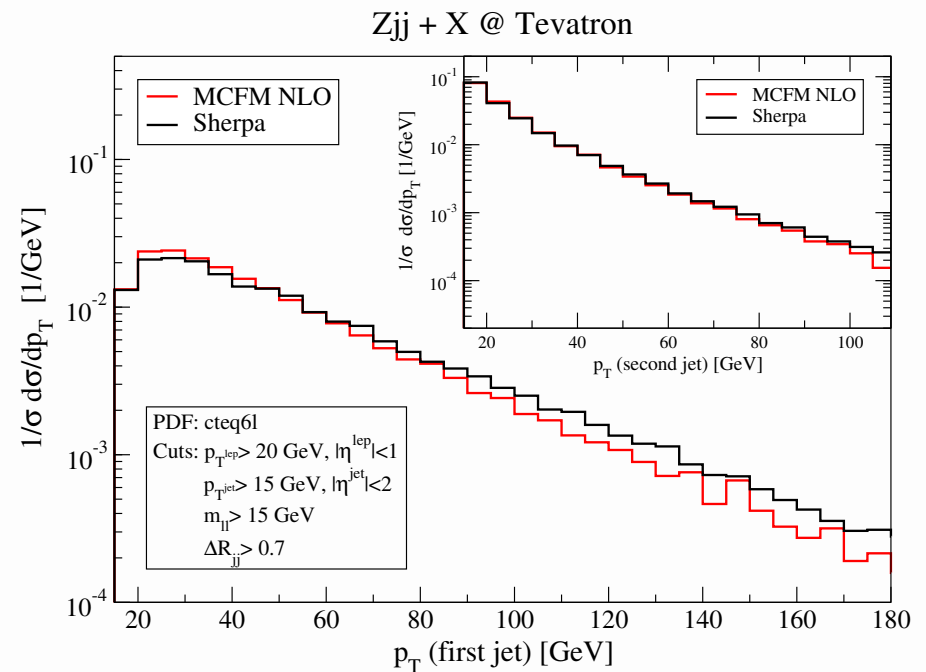 Zjj + X @ Tevatron
MCFM NLO
Sherpa
1/σ dσ/dp_T [1/GeV]
10^-1
10^-2
10^-3
10^-4
PDF: cteq6l
Cuts: p_T^lep > 20 GeV, |η^lep|<1
p_T^jet > 15 GeV, |η^jet|<2
m_ll > 15 GeV
ΔR_jj > 0.7
20 40 60 80 100 120 140 160 180
p_T (first jet) [GeV]
MCFM NLO
Sherpa
1/σ dσ/dp_T [1/GeV]
10^-1
10^-2
10^-3
10^-4
20 40 60 80 100
p_T (second jet) [GeV]